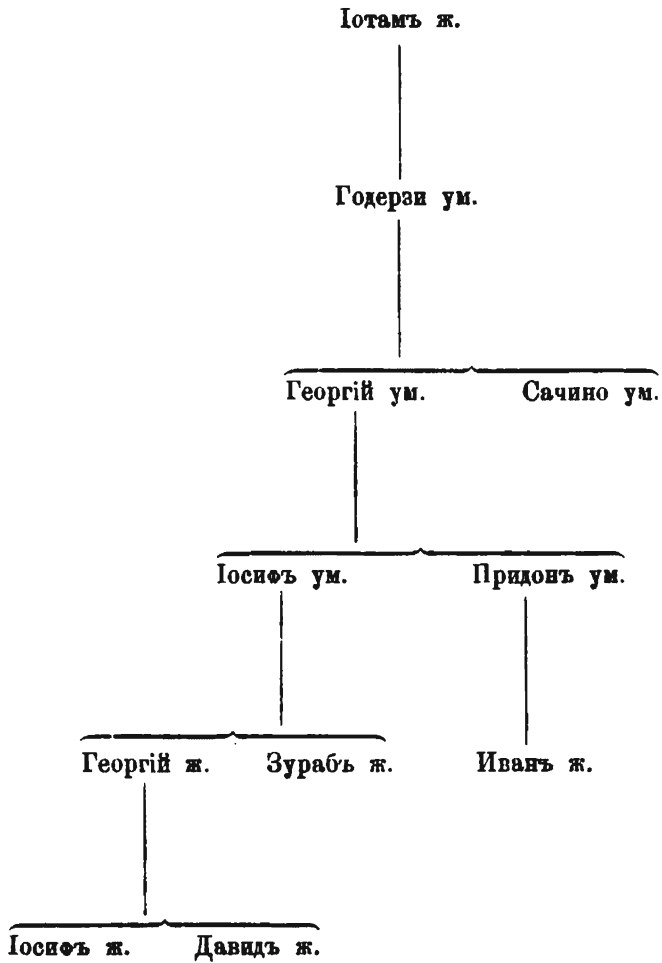 Іотамъ ж.
Годерзи ум.
Георгій ум. Сачино ум.
Іосифъ ум. Придонъ ум.
Георгій ж. Зурабъ ж. Иванъ ж.
Іосифъ ж. Давидъ ж.